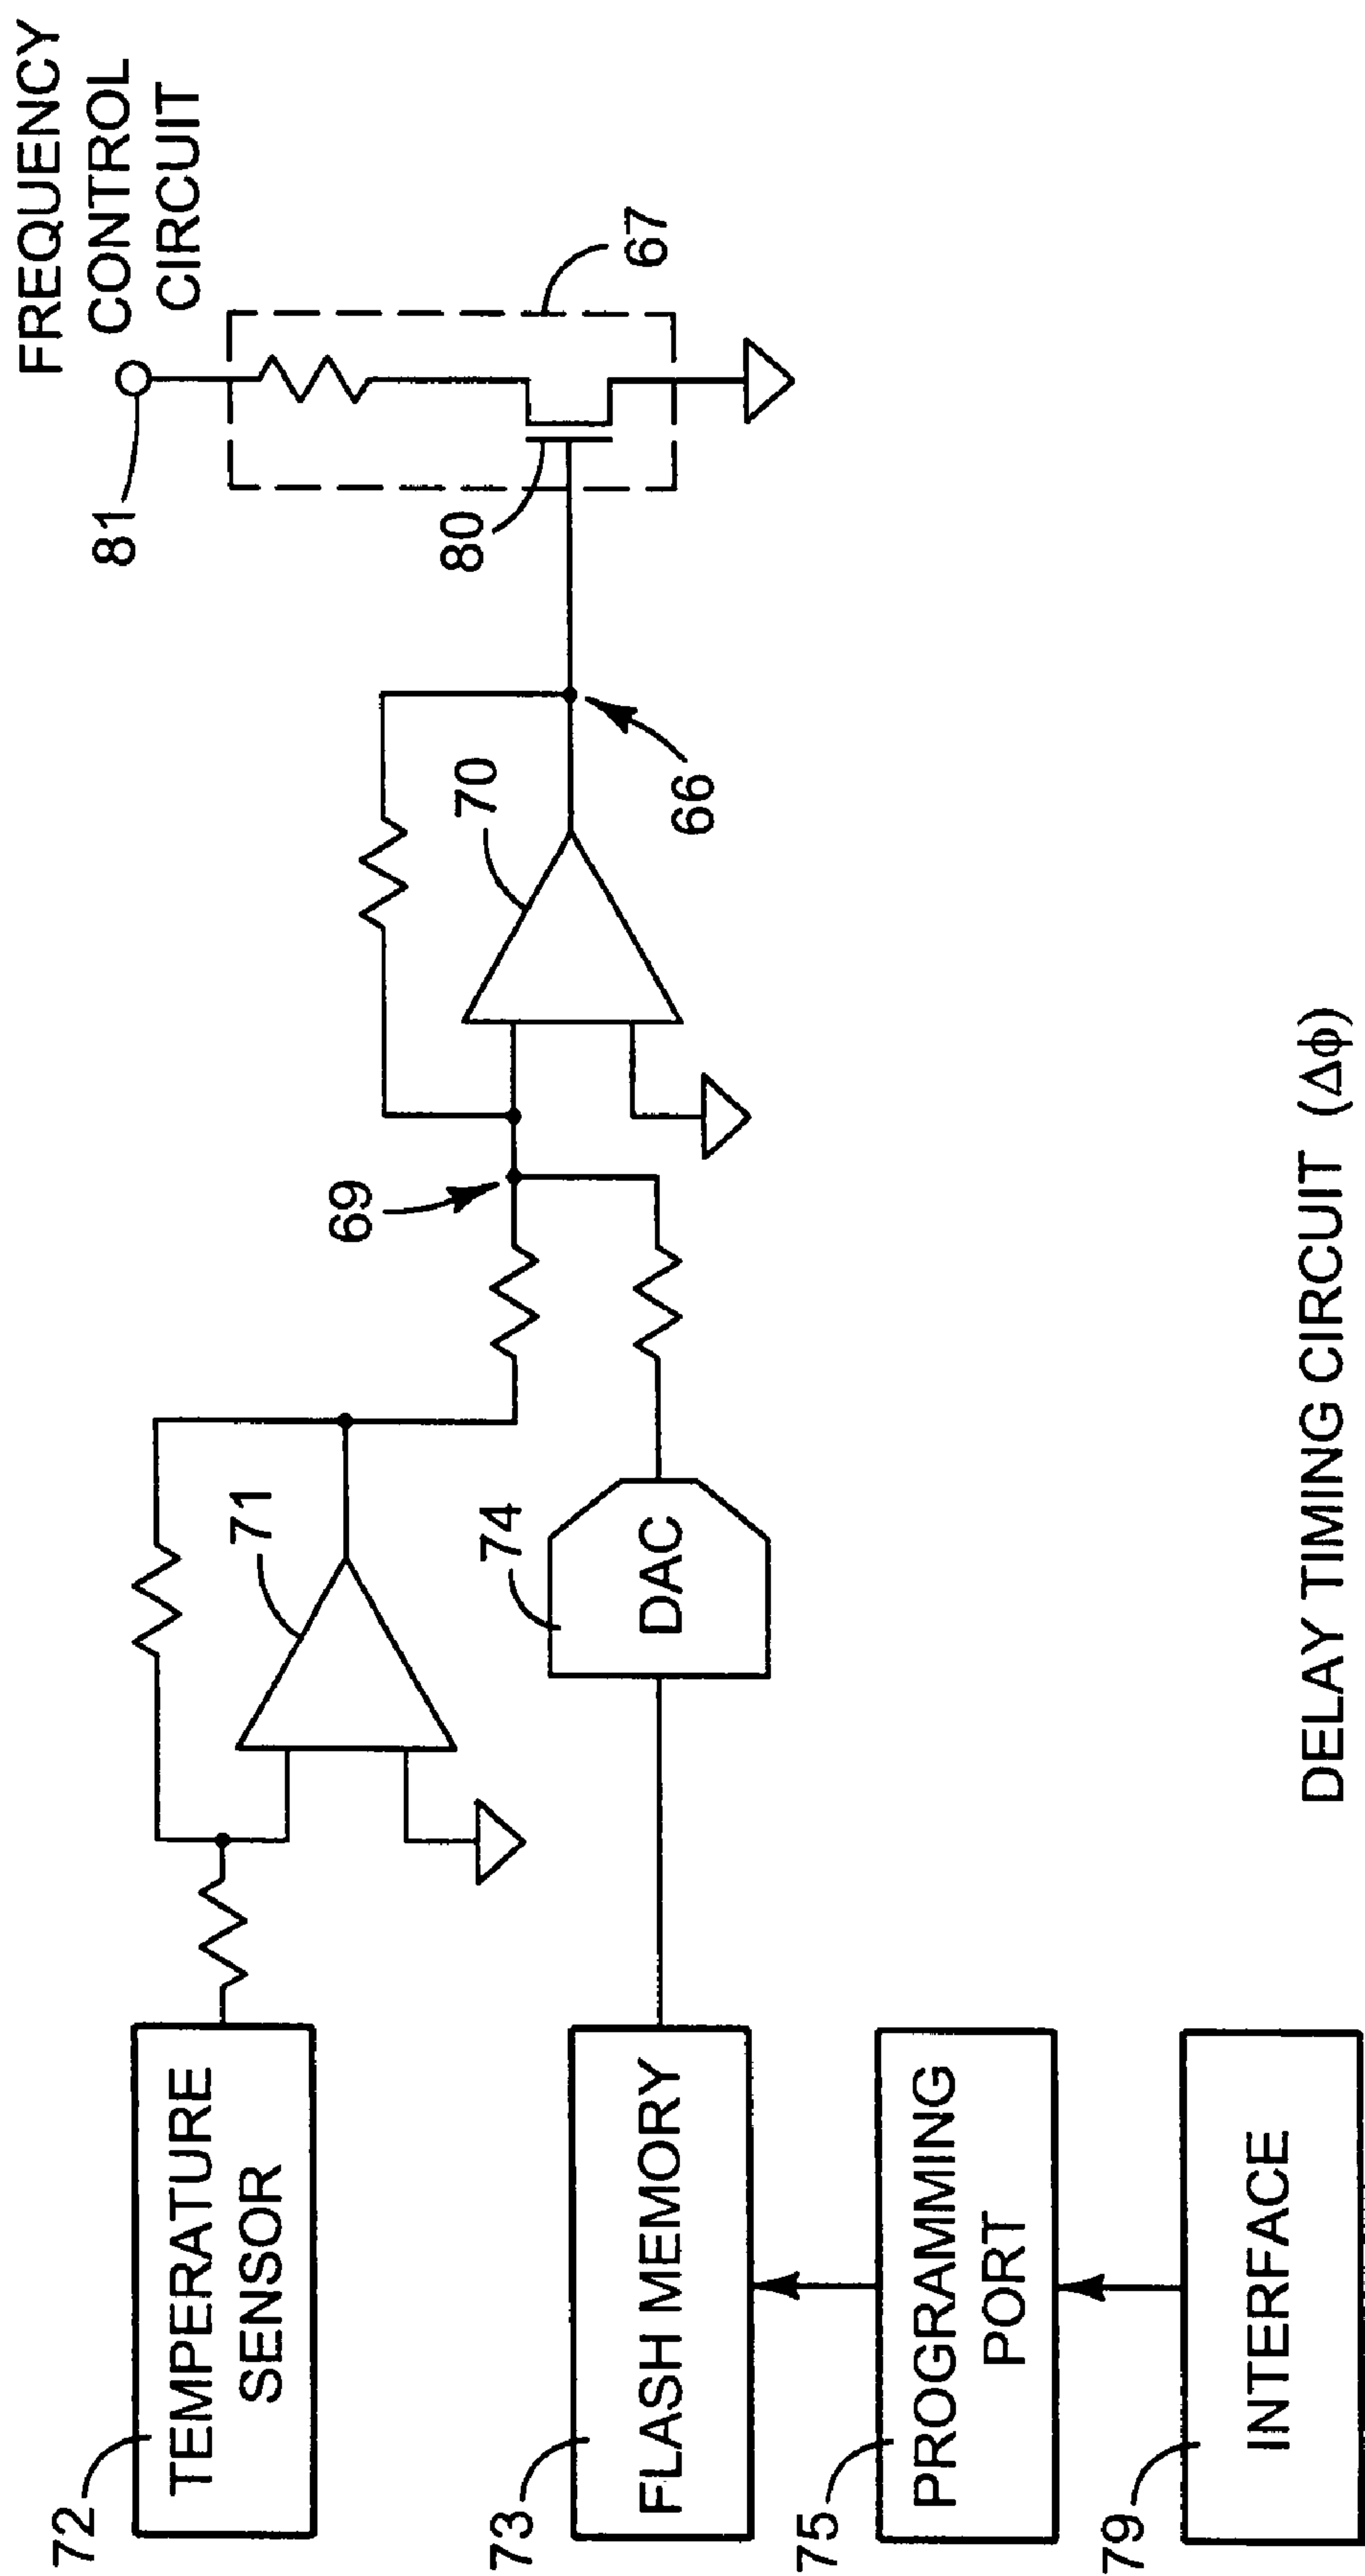 FREQUENCY
CONTROL
CIRCUIT
81
67
80
70
66
69
71
74
DAC
72
TEMPERATURE
SENSOR
73
FLASH MEMORY
75
PROGRAMMING
PORT
79
INTERFACE
DELAY TIMING CIRCUIT (Δϕ)